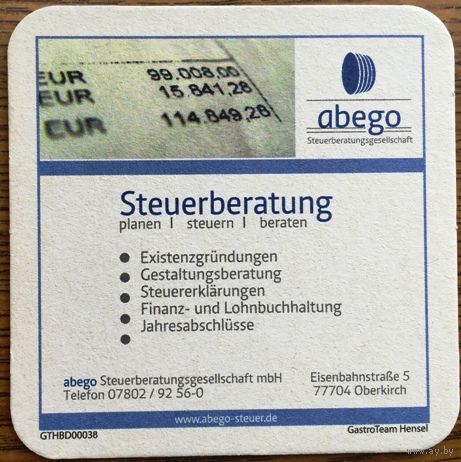 EUR 99.008,00
EUR 15.841,28
EUR 114.849,28
abego
Steuerberatungsgesellschaft
Steuerberatung
planen I steuern I beraten
Existenzgründungen
Gestaltungsberatung
Steuererklärungen
Finanz- und Lohnbuchhaltung
Jahresabschlüsse
abego Steuerberatungsgesellschaft mbH
Telefon 07802 / 92 56-0
Eisenbahnstraße 5
77704 Oberkirch
www.abego-steuer.de
GTHBD00038
GastroTeam Hensel
www.ay.by